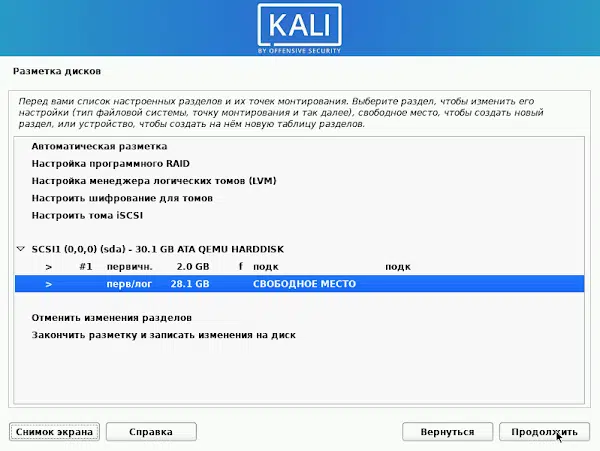 KALI
BY OFFENSIVE SECURITY
Разметка дисков
Перед вами список настроенных разделов и их точек монтирования. Выберите раздел, чтобы изменить его
настройки (тип файловой системы, точку монтирования и так далее), свободное место, чтобы создать новый
раздел, или устройство, чтобы создать на нём новую таблицу разделов.
Автоматическая разметка
Настройка программного RAID
Настройка менеджера логических томов (LVM)
Настроить шифрование для томов
Настроить тома iSCSI
SCSI1 (0,0,0) (sda) - 30.1 GB ATA QEMU HARDDISK
> #1 первичн. 2.0 GB f подк подк
> перв/лог 28.1 GB СВОБОДНОЕ МЕСТО
Отменить изменения разделов
Закончить разметку и записать изменения на диск
Снимок экрана Справка Вернуться Продолжить